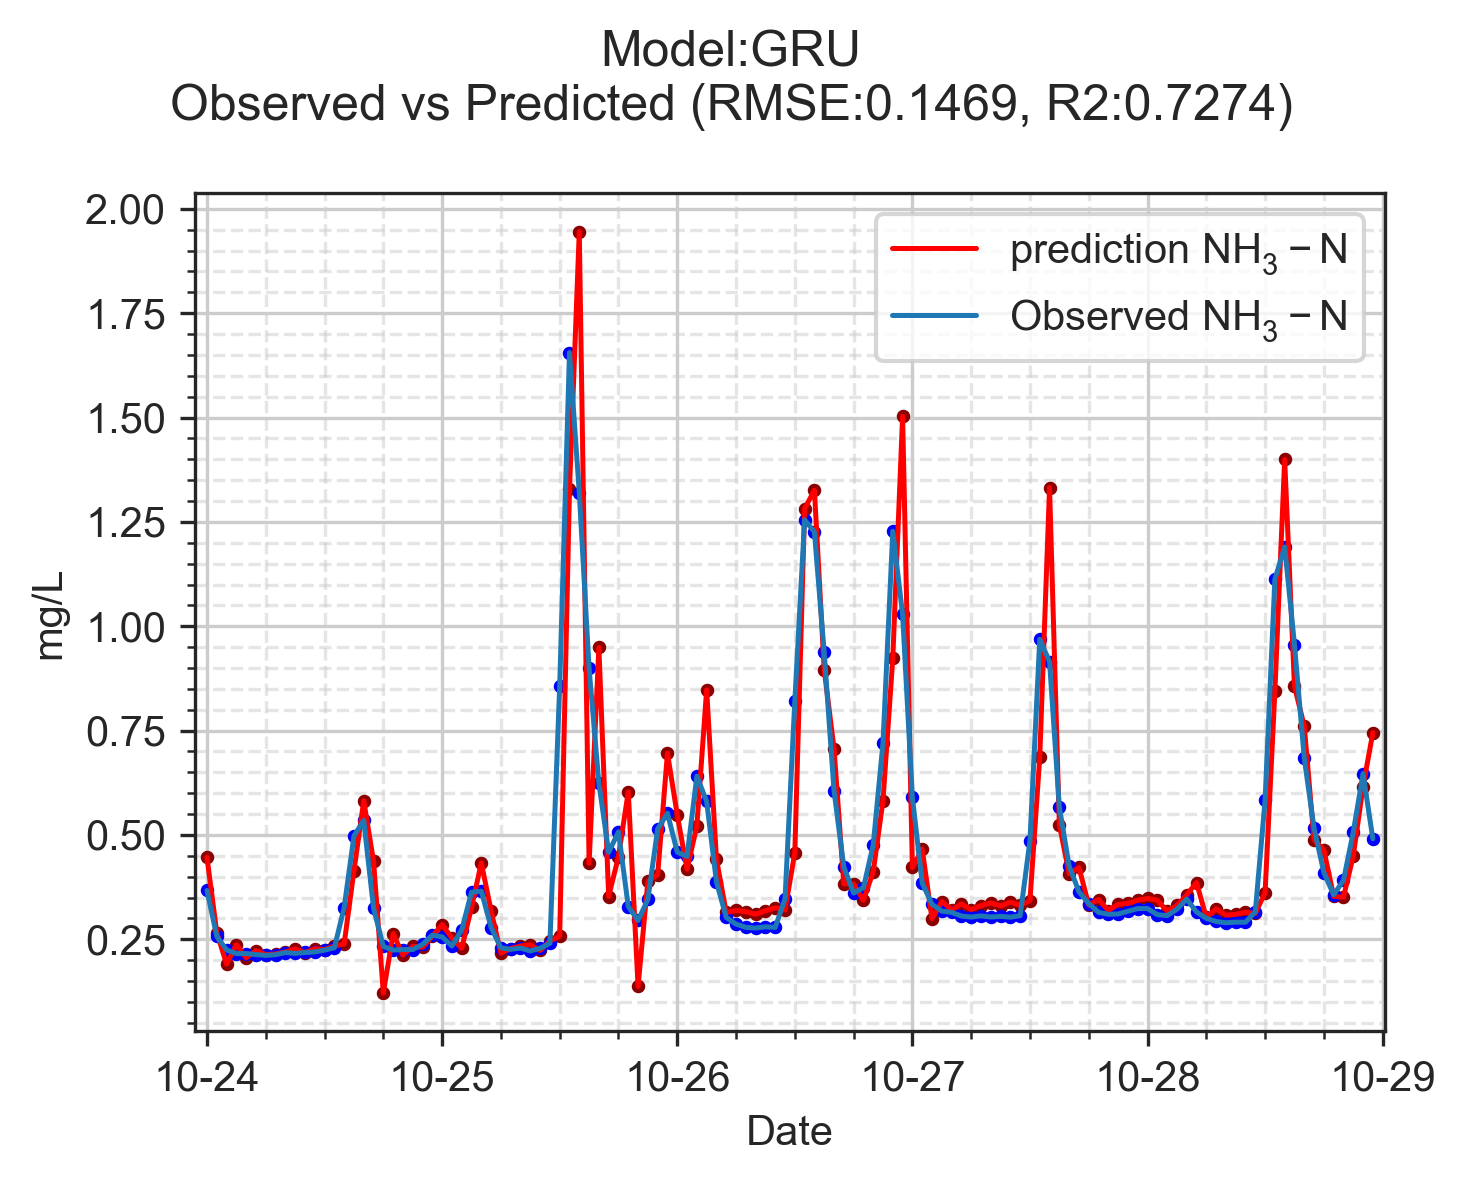 Model:GRU
Observed vs Predicted (RMSE:0.1469, R2:0.7274)
2.00
1.75
1.50
1.25
1.00
0.75
0.50
0.25
mg/L
prediction NH₃ − N
Observed NH₃ − N
10-24 10-25 10-26 10-27 10-28 10-29
Date